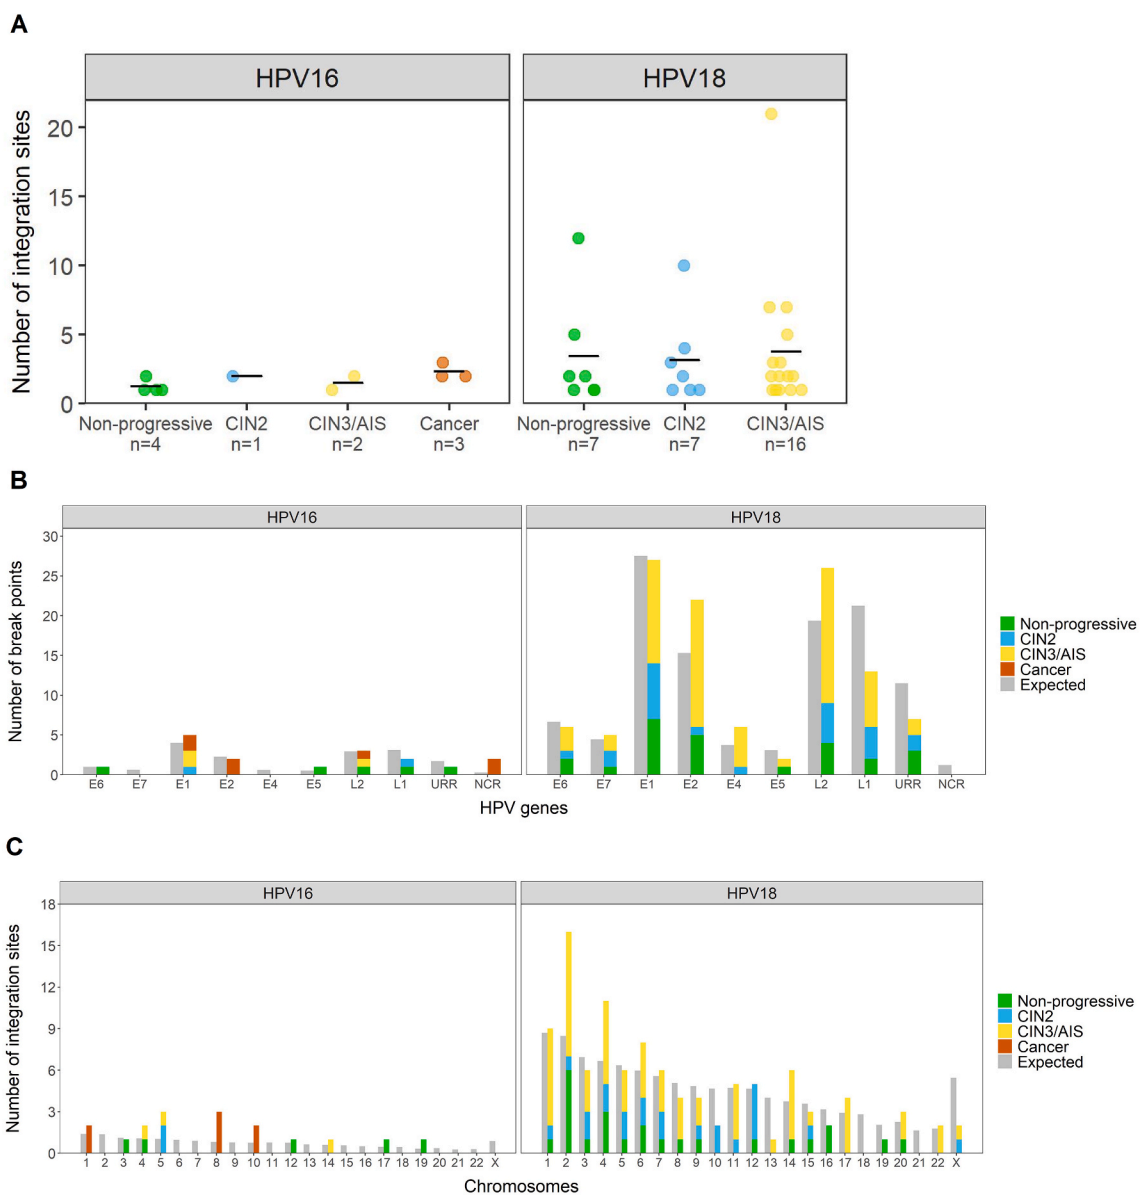 A
HPV16 HPV18
Number of integration sites
20
15
10
5
0
Non-progressive CIN2 CIN3/AIS Cancer Non-progressive CIN2 CIN3/AIS
n=4 n=1 n=2 n=3 n=7 n=7 n=16
B
HPV16 HPV18
Number of break points
30
25
20
15
10
5
0
E6 E7 E1 E2 E4 E5 L2 L1 URR NCR E6 E7 E1 E2 E4 E5 L2 L1 URR NCR
HPV genes
Non-progressive
CIN2
CIN3/AIS
Cancer
Expected
C
HPV16 HPV18
Number of integration sites
18
15
12
9
6
3
0
1 2 3 4 5 6 7 8 9 10 11 12 13 14 15 16 17 18 19 20 21 22 X 1 2 3 4 5 6 7 8 9 10 11 12 13 14 15 16 17 18 19 20 21 22 X
Chromosomes
Non-progressive
CIN2
CIN3/AIS
Cancer
Expected